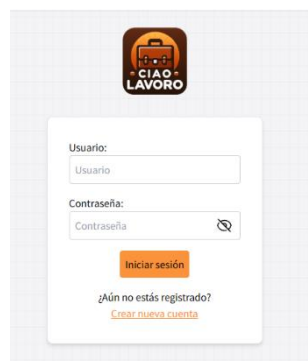 CIAO
LAVORO
Usuario:
Usuario
Contraseña:
Contraseña
Iniciar sesión
¿Aún no estás registrado?
Crear nueva cuenta